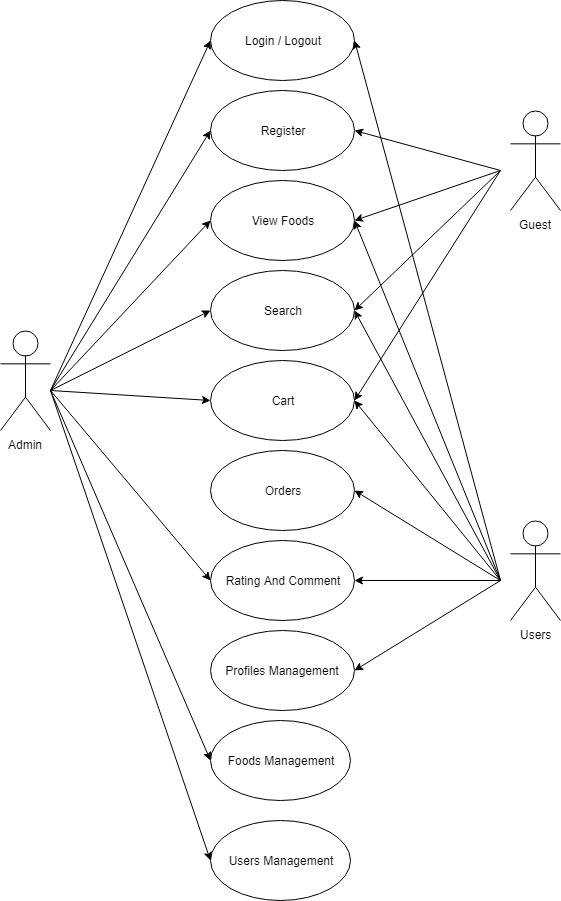 Login / Logout
Register
View Foods
Guest
Search
Cart
Admin
Orders
Rating And Comment
Users
Profiles Management
Foods Management
Users Management